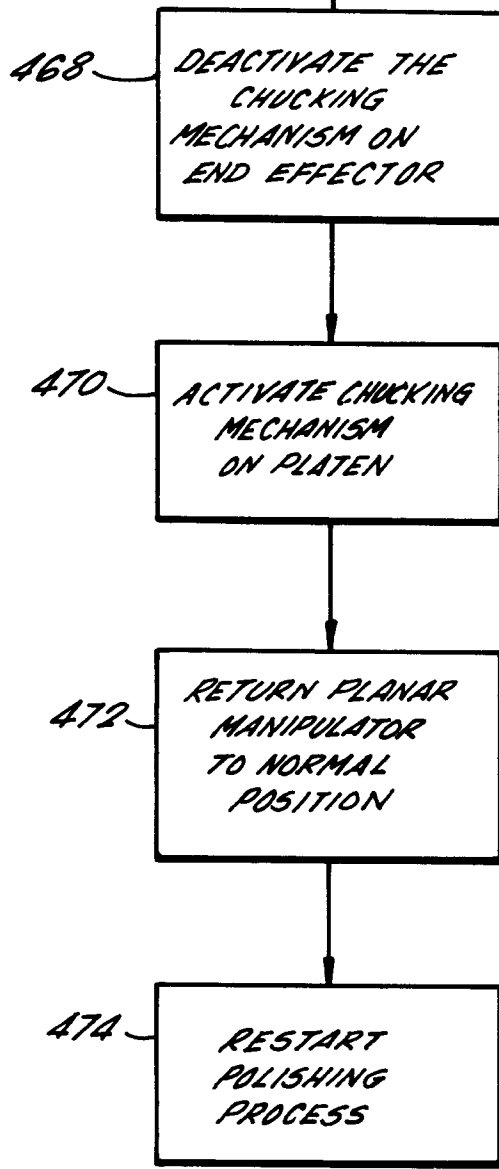 468
DEACTIVATE THE
CHUCKING
MECHANISM ON
END EFFECTOR
470
ACTIVATE CHUCKING
MECHANISM
ON PLATEN
472
RETURN PLANAR
MANIPULATOR
TO NORMAL
POSITION
474
RESTART
POLISHING
PROCESS